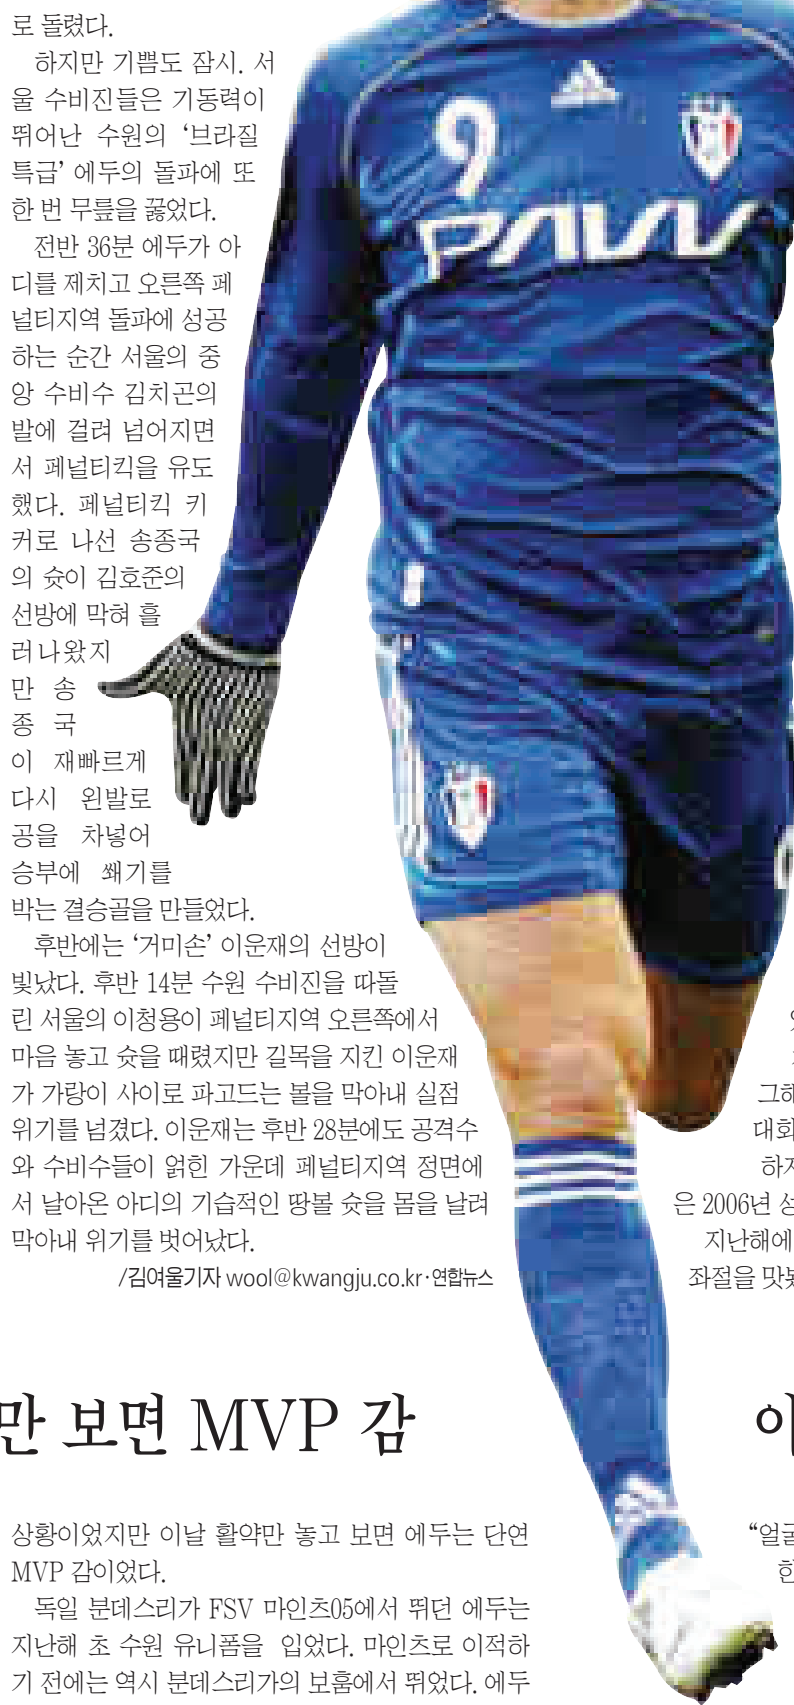 로 돌렸다.
하지만 기쁨도 잠시. 서
울 수비진들은 기동력이
뛰어난 수원의 ‘브라질
특급’ 에두의 돌파에 또
한 번 무릎을 꿇었다.
전반 36분 에두가 아
디를 제치고 오른쪽 페
널티지역 돌파에 성공
하는 순간 서울의 중
앙 수비수 김치곤의
발에 걸려 넘어지면
서 페널티킥을 유도
했다. 페널티킥 키
커로 나선 송종국
의 슛이 김호준의
선방에 막혀 흘
러나왔지
만 송
종 국
이 재빠르게
다시 왼발로
공을 차넣어
승부에 쐐기를
박는 결승골을 만들었다.
후반에는 ‘거미손’ 이운재의 선방이
빛났다. 후반 14분 수원 수비진을 따돌
린 서울의 이청용이 페널티지역 오른쪽에서
마음 놓고 슛을 때렸지만 길목을 지킨 이운재
가 가랑이 사이로 파고드는 볼을 막아내 실점
위기를 넘겼다. 이운재는 후반 28분에도 공격수
와 수비수들이 얽힌 가운데 페널티지역 정면에
서 날아온 아디의 기습적인 땅볼 슛을 몸을 날려
막아내 위기를 벗어났다.
/김여울기자 wool@kwangju.co.kr·연합뉴스
만 보면 MVP 감
상황이었지만 이날 활약만 놓고 보면 에두는 단연
MVP 감이었다.
독일 분데스리가 FSV 마인츠05에서 뛰던 에두는
지난해 초 수원 유니폼을 입었다. 마인츠로 이적하
기 전에는 역시 분데스리가의 보훔에서 뛰었다. 에두
9
PAVV
그해
대회
하지
은 2006년
지난해에
좌절을
이
“얼굴
한